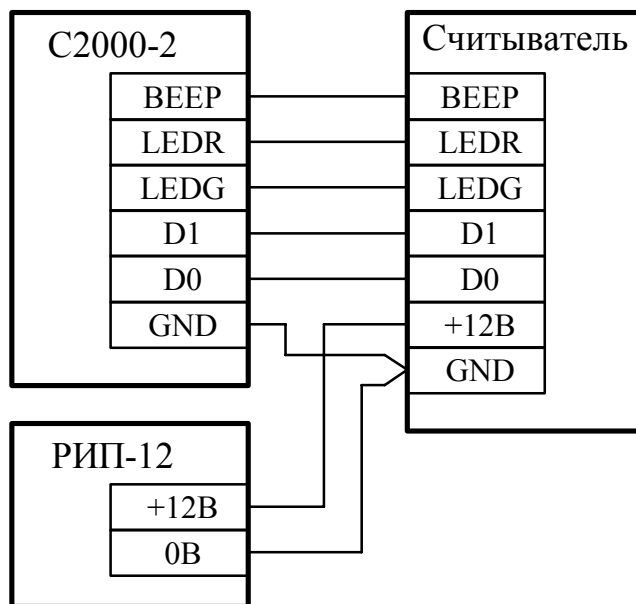 С2000-2
BEEP
LEDR
LEDG
D1
D0
GND
Считыватель
BEEP
LEDR
LEDG
D1
D0
+12В
GND
РИП-12
+12В
0В